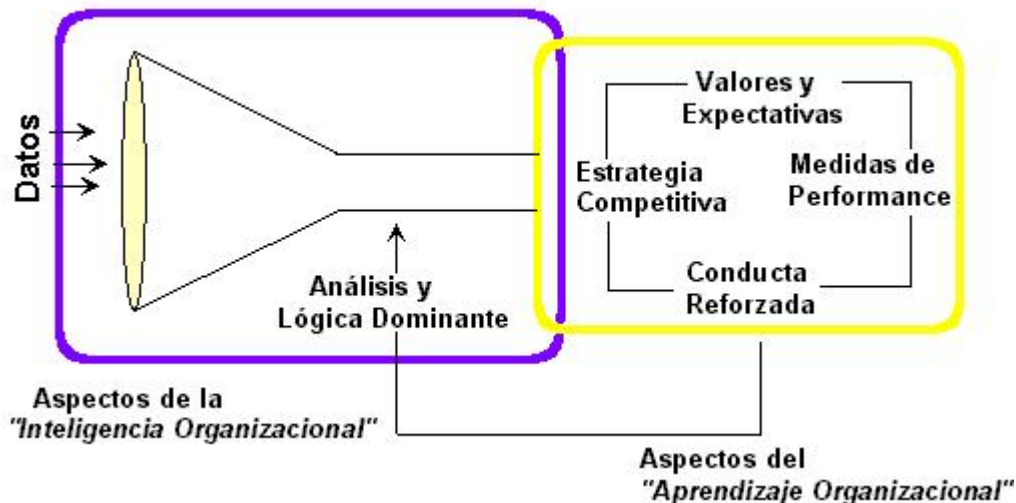 Datos
Análisis y
Lógica Dominante
Valores y
Expectativas
Estrategia
Competitiva
Medidas de
Performance
Conducta
Reforzada
Aspectos de la
"Inteligencia Organizacional"
Aspectos del
"Aprendizaje Organizacional"